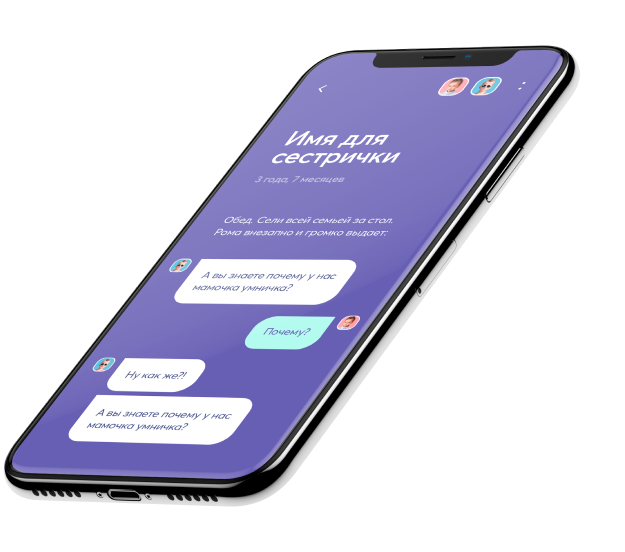 Имя для
сестрички
3 года, 7 месяцев
Обед. Сели всей семьей за стол.
Рома внезапно и громко выдает:
А вы знаете почему у нас
мамочка умничка?
Почему?
Ну как же?!
А вы знаете почему у нас
мамочка умничка?